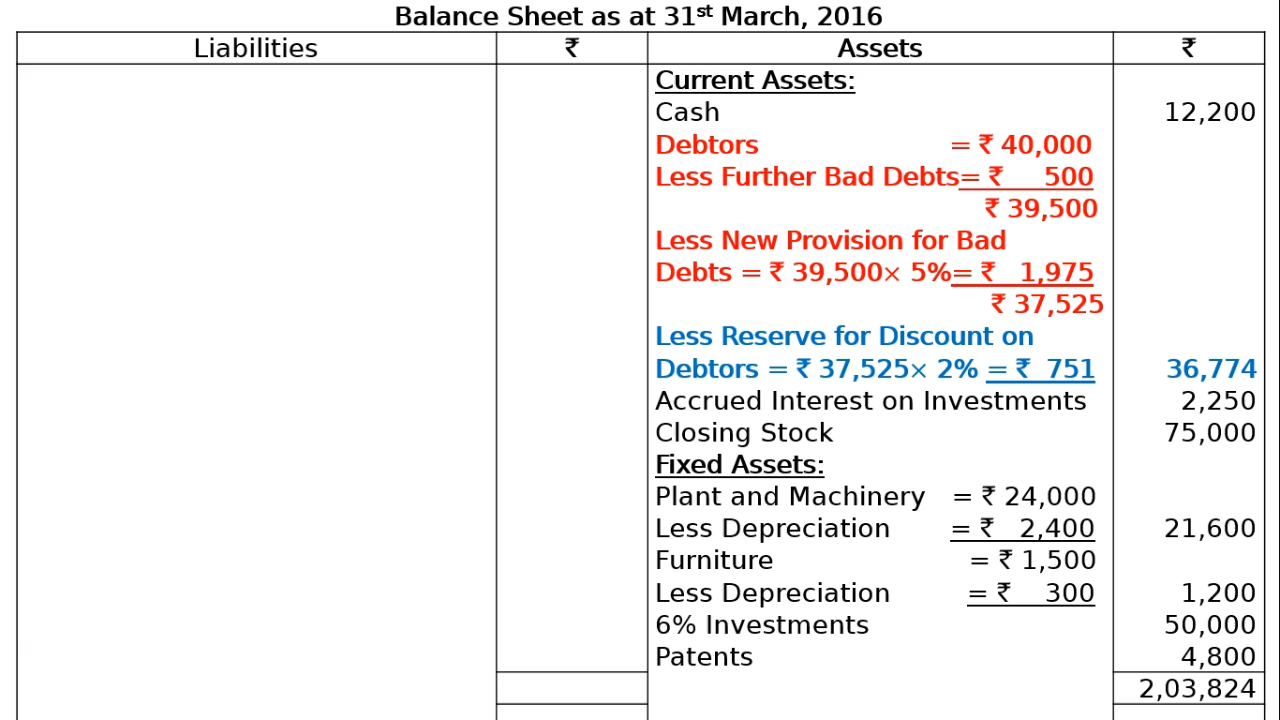 Balance Sheet as at 31st March, 2016
Liabilities ₹ Assets ₹
Current Assets:
Cash 12,200
Debtors = ₹ 40,000
Less Further Bad Debts= ₹ 500
₹ 39,500
Less New Provision for Bad
Debts = ₹ 39,500× 5%= ₹ 1,975
₹ 37,525
Less Reserve for Discount on
Debtors = ₹ 37,525× 2% = ₹ 751 36,774
Accrued Interest on Investments 2,250
Closing Stock 75,000
Fixed Assets:
Plant and Machinery = ₹ 24,000
Less Depreciation = ₹ 2,400 21,600
Furniture = ₹ 1,500
Less Depreciation = ₹ 300 1,200
6% Investments 50,000
Patents 4,800
2,03,824